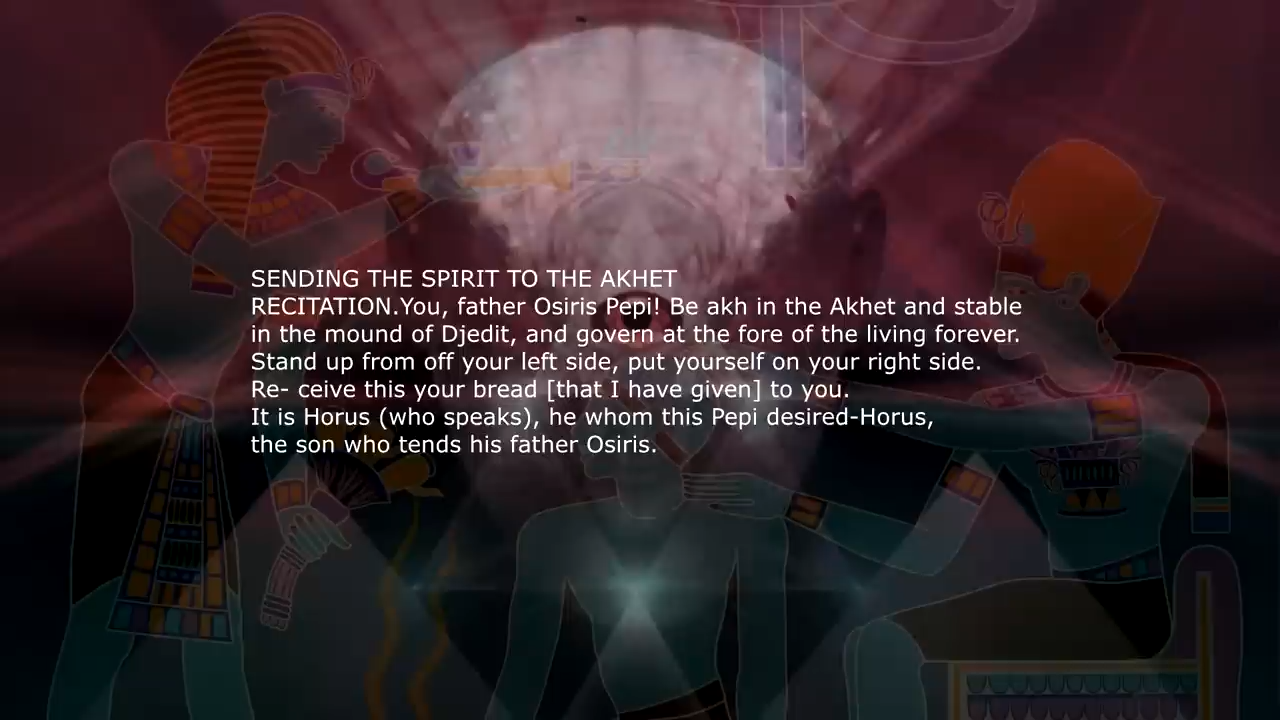 SENDING THE SPIRIT TO THE AKHET
RECITATION.You, father Osiris Pepi! Be akh in the Akhet and stable
in the mound of Djedit, and govern at the fore of the living forever.
Stand up from off your left side, put yourself on your right side.
Re- ceive this your bread [that I have given] to you.
It is Horus (who speaks), he whom this Pepi desired-Horus,
the son who tends his father Osiris.